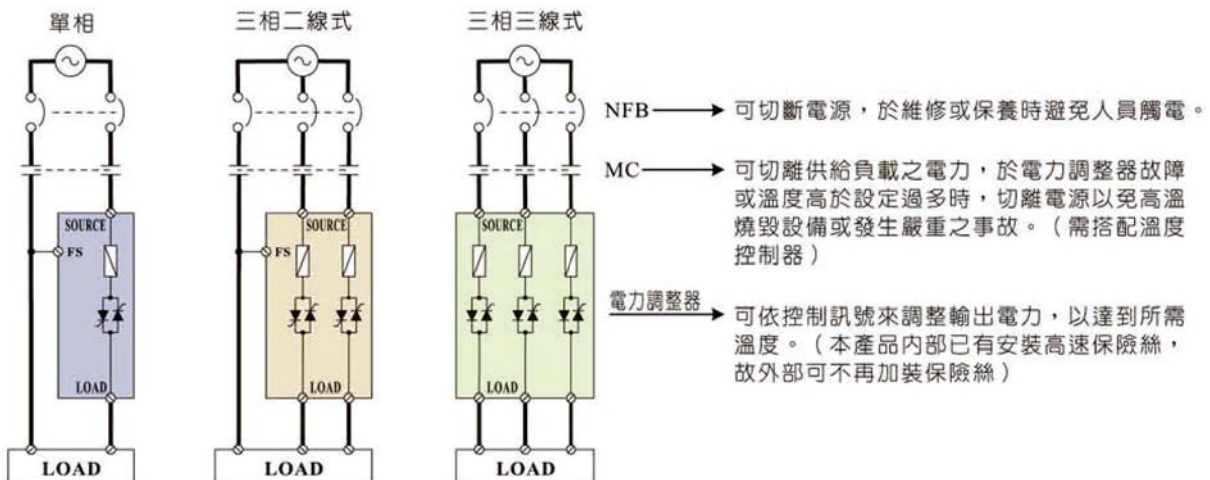 單相
三相二線式
三相三線式
NFB
可切斷電源，於維修或保養時避免人員觸電。
MC
可切離供給負載之電力，於電力調整器故障
或溫度高於設定過多時，切離電源以免高溫
燒毀設備或發生嚴重之事故。（需搭配溫度
控制器）
SOURCE
FS
LOAD
LOAD
SOURCE
FS
LOAD
LOAD
SOURCE
LOAD
LOAD
電力調整器
可依控制訊號來調整輸出電力，以達到所需
溫度。（本產品內部已有安裝高速保險絲，
故外部可不再加裝保險絲）